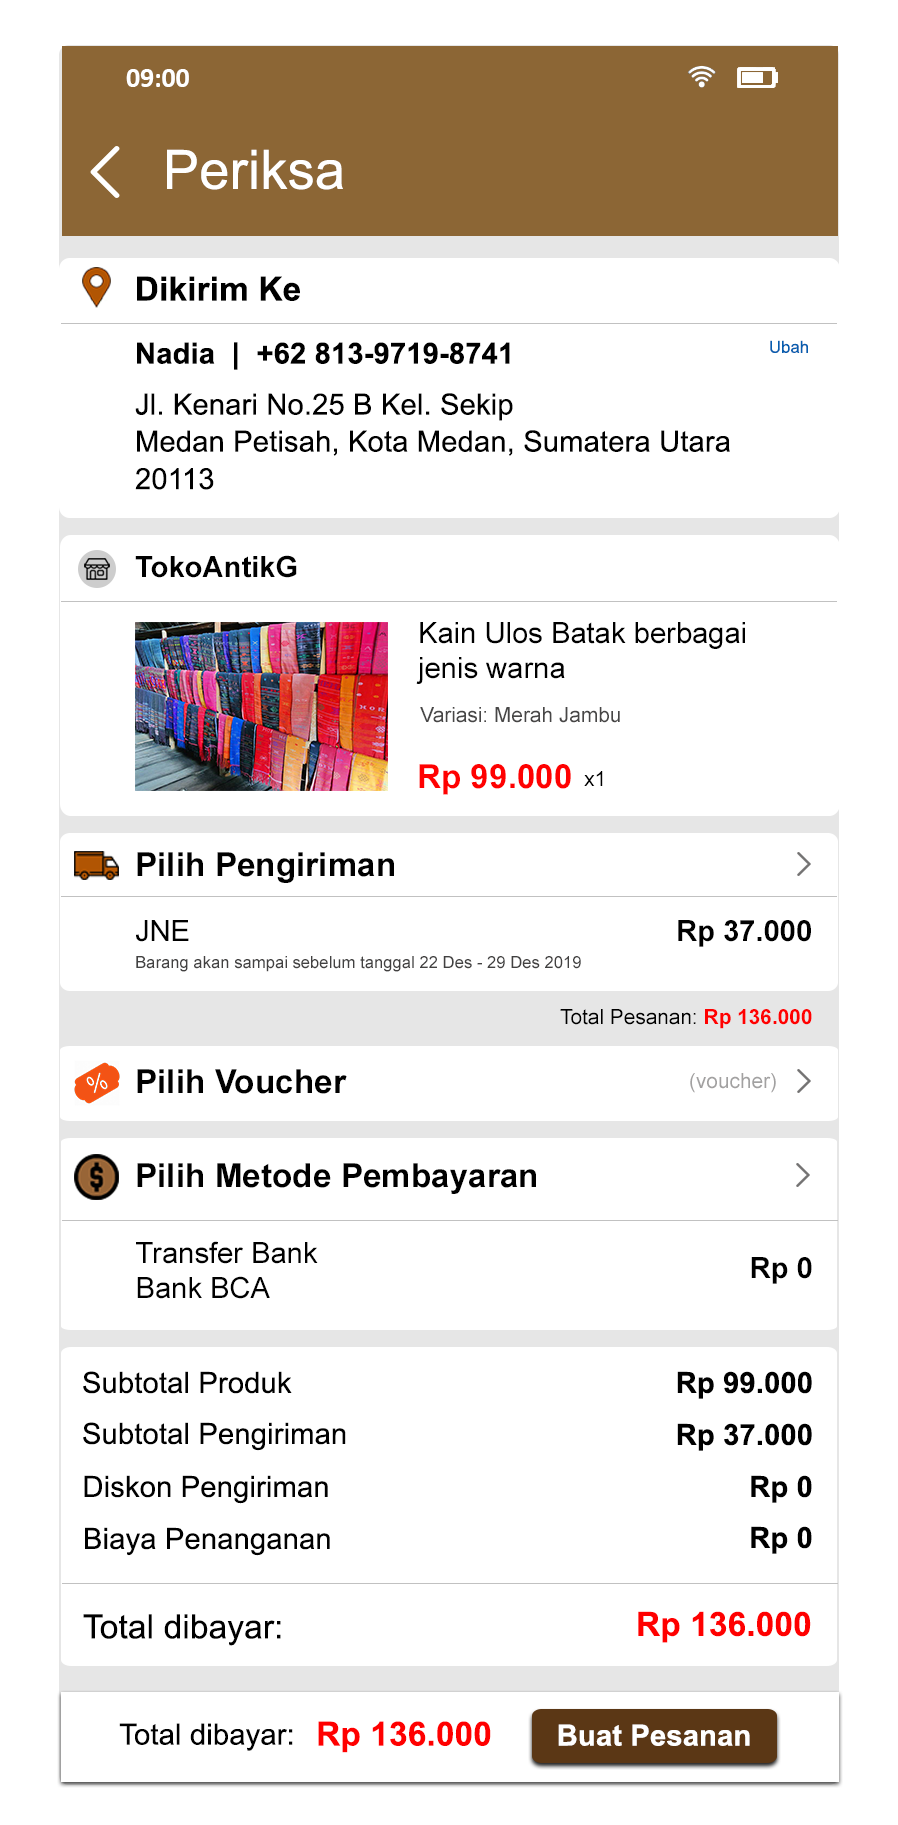 09:00
Periksa
Dikirim Ke
Nadia | +62 813-9719-8741
Ubah
Jl. Kenari No.25 B Kel. Sekip
Medan Petisah, Kota Medan, Sumatera Utara
20113
TokoAntikG
Kain Ulos Batak berbagai
jenis warna
Variasi: Merah Jambu
Rp 99.000 x1
Pilih Pengiriman
JNE Rp 37.000
Barang akan sampai sebelum tanggal 22 Des - 29 Des 2019
Total Pesanan: Rp 136.000
% Pilih Voucher (voucher)
$ Pilih Metode Pembayaran
Transfer Bank
Bank BCA
Rp 0
Subtotal Produk Rp 99.000
Subtotal Pengiriman Rp 37.000
Diskon Pengiriman Rp 0
Biaya Penanganan Rp 0
Total dibayar: Rp 136.000
Total dibayar: Rp 136.000 Buat Pesanan